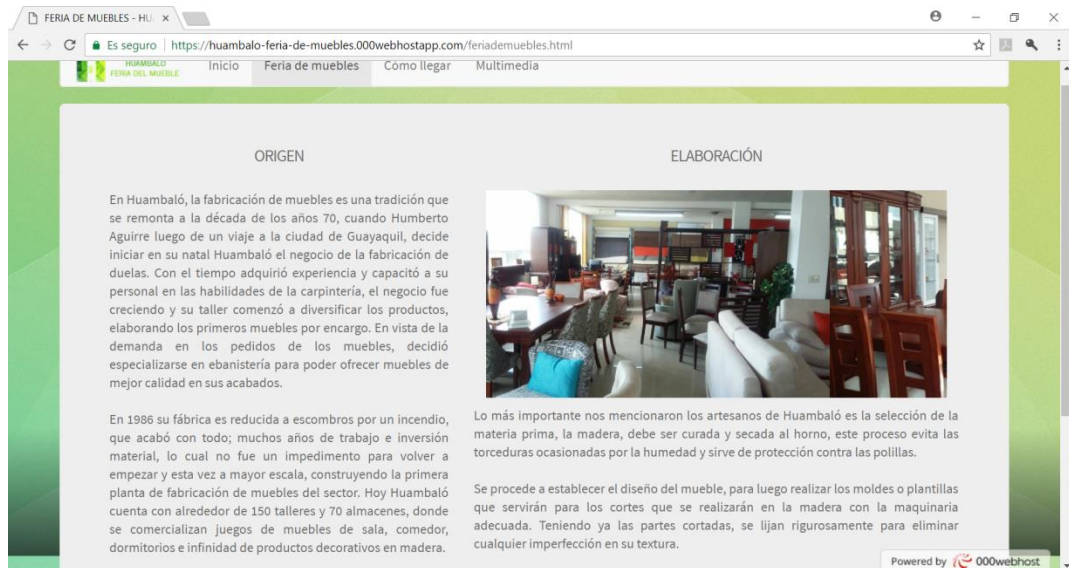 FERIA DE MUEBLES - HU
Es seguro
https://huambalo-feria-de-muebles.000webhostapp.com/feriademuebles.html
HUAMBALO
FERIA DEL MUEBLE
Inicio
Feria de muebles
Cómo llegar
Multimedia
ORIGEN
En Huambaló, la fabricación de muebles es una tradición que
se remonta a la década de los años 70, cuando Humberto
Aguirre luego de un viaje a la ciudad de Guayaquil, decide
iniciar en su natal Huambaló el negocio de la fabricación de
duelas. Con el tiempo adquirió experiencia y capacitó a su
personal en las habilidades de la carpintería, el negocio fue
creciendo y su taller comenzó a diversificar los productos,
elaborando los primeros muebles por encargo. En vista de la
demanda en los pedidos de los muebles, decidió
especializarse en ebanistería para poder ofrecer muebles de
mejor calidad en sus acabados.
En 1986 su fábrica es reducida a escombros por un incendio,
que acabó con todo; muchos años de trabajo e inversión
material, lo cual no fue un impedimento para volver a
empezar y esta vez a mayor escala, construyendo la primera
planta de fabricación de muebles del sector. Hoy Huambaló
cuenta con alrededor de 150 talleres y 70 almacenes, donde
se comercializan juegos de muebles de sala, comedor,
dormitorios e infinidad de productos decorativos en madera.
ELABORACIÓN
Lo más importante nos mencionaron los artesanos de Huambaló es la selección de la
materia prima, la madera, debe ser curada y secada al horno, este proceso evita las
torceduras ocasionadas por la humedad y sirve de protección contra las polillas.
Se procede a establecer el diseño del mueble, para luego realizar los moldes o plantillas
que servirán para los cortes que se realizarán en la madera con la maquinaria
adecuada. Teniendo ya las partes cortadas, se lijan rigurosamente para eliminar
cualquier imperfección en su textura.
Powered by 000webhost